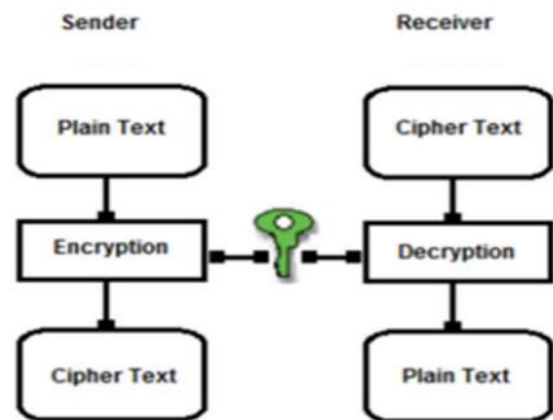 Sender
Receiver
Plain Text
Cipher Text
Encryption
Decryption
Cipher Text
Plain Text